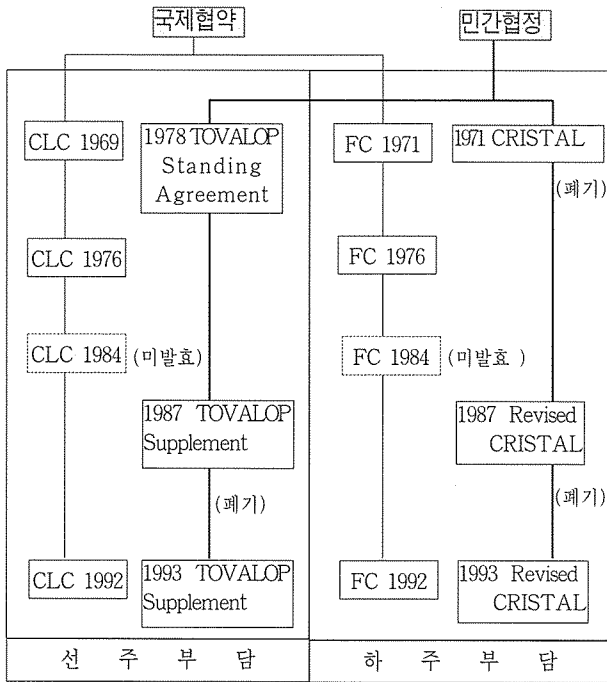 국제협약
민간협정
CLC 1969
1978 TOVALOP
Standing
Agreement
FC 1971
1971 CRISTAL
(폐기)
CLC 1976
FC 1976
CLC 1984
(미발효)
FC 1984
(미발효 )
1987 TOVALOP
Supplement
1987 Revised
CRISTAL
(폐기)
(폐기)
CLC 1992
1993 TOVALOP
Supplement
FC 1992
1993 Revised
CRISTAL
선 주 부 담
하 주 부 담